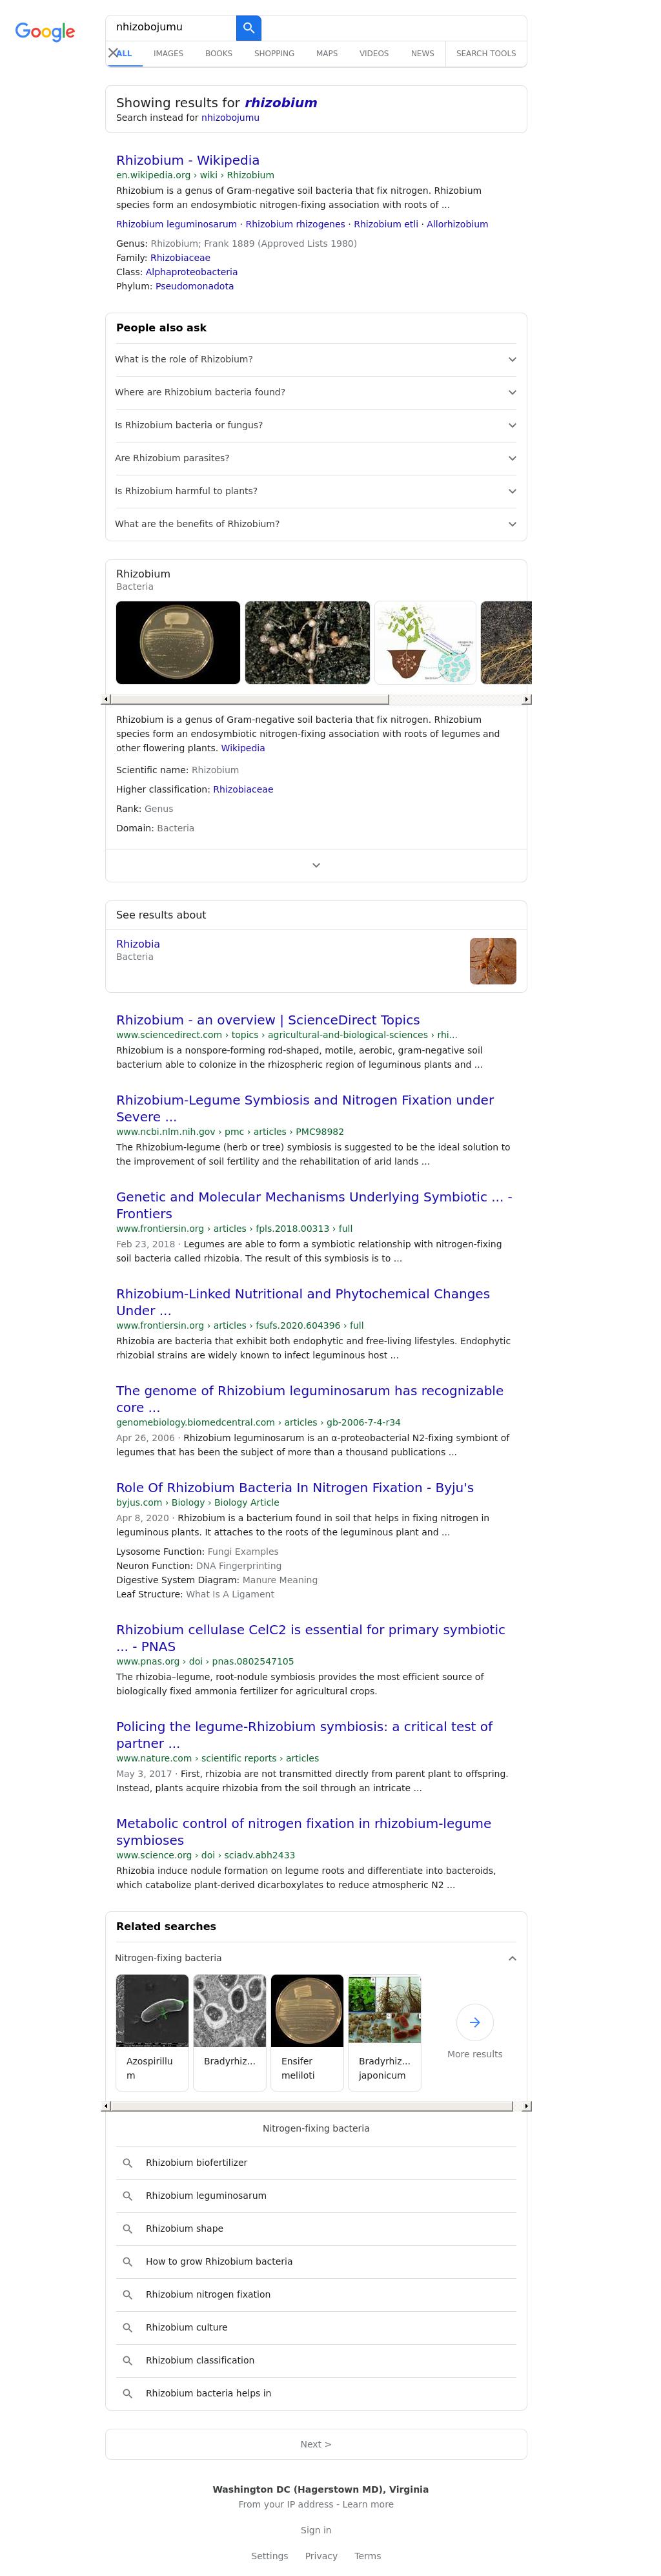 Google
nhizobojumu
ALL IMAGES BOOKS SHOPPING MAPS VIDEOS NEWS SEARCH TOOLS
Showing results for rhizobium
Search instead for nhizobojumu
Rhizobium - Wikipedia
en.wikipedia.org › wiki › Rhizobium
Rhizobium is a genus of Gram-negative soil bacteria that fix nitrogen. Rhizobium
species form an endosymbiotic nitrogen-fixing association with roots of ...
Rhizobium leguminosarum · Rhizobium rhizogenes · Rhizobium etli · Allorhizobium
Genus: Rhizobium; Frank 1889 (Approved Lists 1980)
Family: Rhizobiaceae
Class: Alphaproteobacteria
Phylum: Pseudomonadota
People also ask
What is the role of Rhizobium?
Where are Rhizobium bacteria found?
Is Rhizobium bacteria or fungus?
Are Rhizobium parasites?
Is Rhizobium harmful to plants?
What are the benefits of Rhizobium?
Rhizobium
Bacteria
Rhizobium is a genus of Gram-negative soil bacteria that fix nitrogen. Rhizobium
species form an endosymbiotic nitrogen-fixing association with roots of legumes and
other flowering plants. Wikipedia
Scientific name: Rhizobium
Higher classification: Rhizobiaceae
Rank: Genus
Domain: Bacteria
See results about
Rhizobia
Bacteria
Rhizobium - an overview | ScienceDirect Topics
www.sciencedirect.com › topics › agricultural-and-biological-sciences › rhi...
Rhizobium is a nonspore-forming rod-shaped, motile, aerobic, gram-negative soil
bacterium able to colonize in the rhizospheric region of leguminous plants and ...
Rhizobium-Legume Symbiosis and Nitrogen Fixation under
Severe ...
www.ncbi.nlm.nih.gov › pmc › articles › PMC98982
The Rhizobium-legume (herb or tree) symbiosis is suggested to be the ideal solution to
the improvement of soil fertility and the rehabilitation of arid lands ...
Genetic and Molecular Mechanisms Underlying Symbiotic ... -
Frontiers
www.frontiersin.org › articles › fpls.2018.00313 › full
Feb 23, 2018 · Legumes are able to form a symbiotic relationship with nitrogen-fixing
soil bacteria called rhizobia. The result of this symbiosis is to ...
Rhizobium-Linked Nutritional and Phytochemical Changes
Under ...
www.frontiersin.org › articles › fsufs.2020.604396 › full
Rhizobia are bacteria that exhibit both endophytic and free-living lifestyles. Endophytic
rhizobial strains are widely known to infect leguminous host ...
The genome of Rhizobium leguminosarum has recognizable
core ...
genomebiology.biomedcentral.com › articles › gb-2006-7-4-r34
Apr 26, 2006 · Rhizobium leguminosarum is an α-proteobacterial N2-fixing symbiont of
legumes that has been the subject of more than a thousand publications ...
Role Of Rhizobium Bacteria In Nitrogen Fixation - Byju's
byjus.com › Biology › Biology Article
Apr 8, 2020 · Rhizobium is a bacterium found in soil that helps in fixing nitrogen in
leguminous plants. It attaches to the roots of the leguminous plant and ...
Lysosome Function: Fungi Examples
Neuron Function: DNA Fingerprinting
Digestive System Diagram: Manure Meaning
Leaf Structure: What Is A Ligament
Rhizobium cellulase CelC2 is essential for primary symbiotic
... - PNAS
www.pnas.org › doi › pnas.0802547105
The rhizobia–legume, root-nodule symbiosis provides the most efficient source of
biologically fixed ammonia fertilizer for agricultural crops.
Policing the legume-Rhizobium symbiosis: a critical test of
partner ...
www.nature.com › scientific reports › articles
May 3, 2017 · First, rhizobia are not transmitted directly from parent plant to offspring.
Instead, plants acquire rhizobia from the soil through an intricate ...
Metabolic control of nitrogen fixation in rhizobium-legume
symbioses
www.science.org › doi › sciadv.abh2433
Rhizobia induce nodule formation on legume roots and differentiate into bacteroids,
which catabolize plant-derived dicarboxylates to reduce atmospheric N2 ...
Related searches
Nitrogen-fixing bacteria
Azospirillu
m
Bradyrhiz...
Ensifer
meliloti
Bradyrhiz...
japonicum
More results
Nitrogen-fixing bacteria
Rhizobium biofertilizer
Rhizobium leguminosarum
Rhizobium shape
How to grow Rhizobium bacteria
Rhizobium nitrogen fixation
Rhizobium culture
Rhizobium classification
Rhizobium bacteria helps in
Next >
Washington DC (Hagerstown MD), Virginia
From your IP address - Learn more
Sign in
Settings Privacy Terms